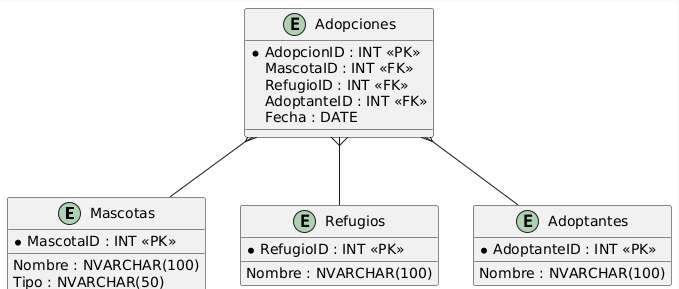 E Adopciones
* AdopcionID : INT «PK»
MascotaID : INT «FK»
RefugioID : INT «FK»
AdoptanteID : INT «FK»
Fecha : DATE
E Mascotas
* MascotaID : INT «PK»
Nombre : NVARCHAR(100)
Tipo : NVARCHAR(50)
E Refugios
* RefugioID : INT «PK»
Nombre : NVARCHAR(100)
E Adoptantes
* AdoptanteID : INT «PK»
Nombre : NVARCHAR(100)